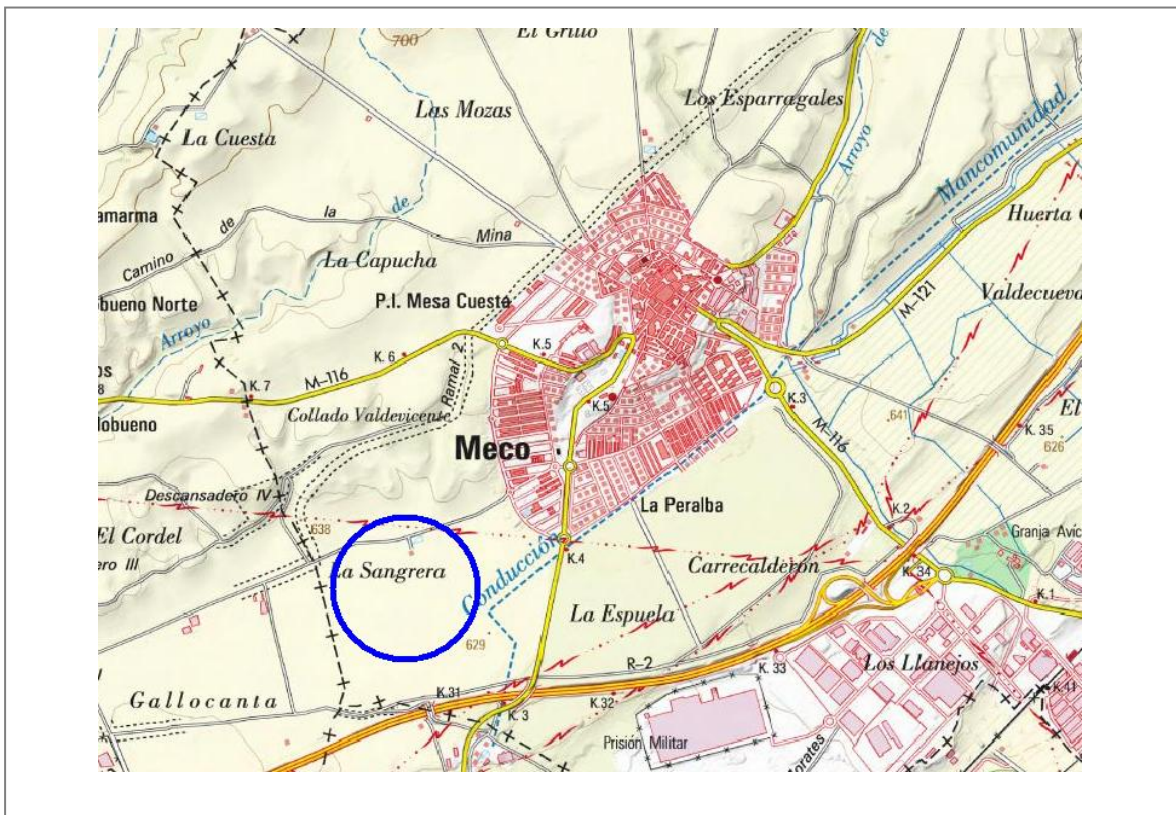 700
El Grillo
de
La Cuesta
Las Mozas
Los Esparragales
Arroyo
Mancomunidad
de
amarma
de
la
Mina
Camino
La Capucha
Huerta
P.I. Mesa Cuesta
bueno Norte
Valdecueva
Arroyo
M-121
K.5
K.6
M-116
Ramal 2
K.7
8
Collado Valdevicente
K.5
K.3
lobueno
641
El
K.35
626
Meco
M-116
Descansadero IV
La Peralba
K.2
638
El Cordel
Granja Avic
ero III
Conducción
K.4
Carrecalderón
La Sangrera
K.34
K.1
La Espuela
629
R-2
K.33
Los Llanejos
Gallocanta
K.31
K.3
K.32
K.41
Prisión Militar
Morates